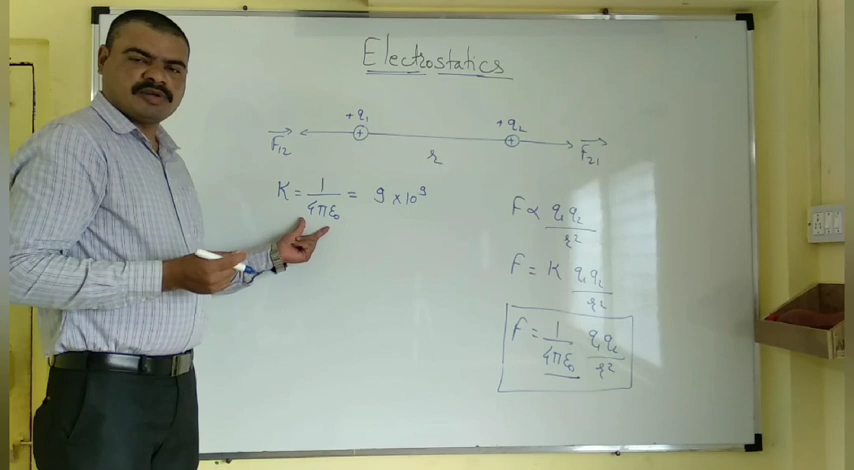 Electrostatics
+q₁ +q₂
F₁₂ + r + F₂₁
K = 1/4πε₀ = 9 × 10⁹
F ∝ q₁q₂/r²
F = K q₁q₂/r²
F = 1/4πε₀ q₁q₂/r²